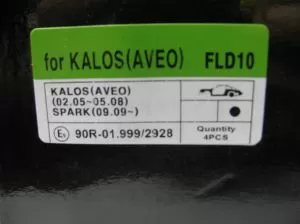 for KALOS(AVEO) FLD10
KALOS(AVEO)
(02.05~05.08)
SPARK(09.09~)
90R-01.999/2928
Quantity
4PCS